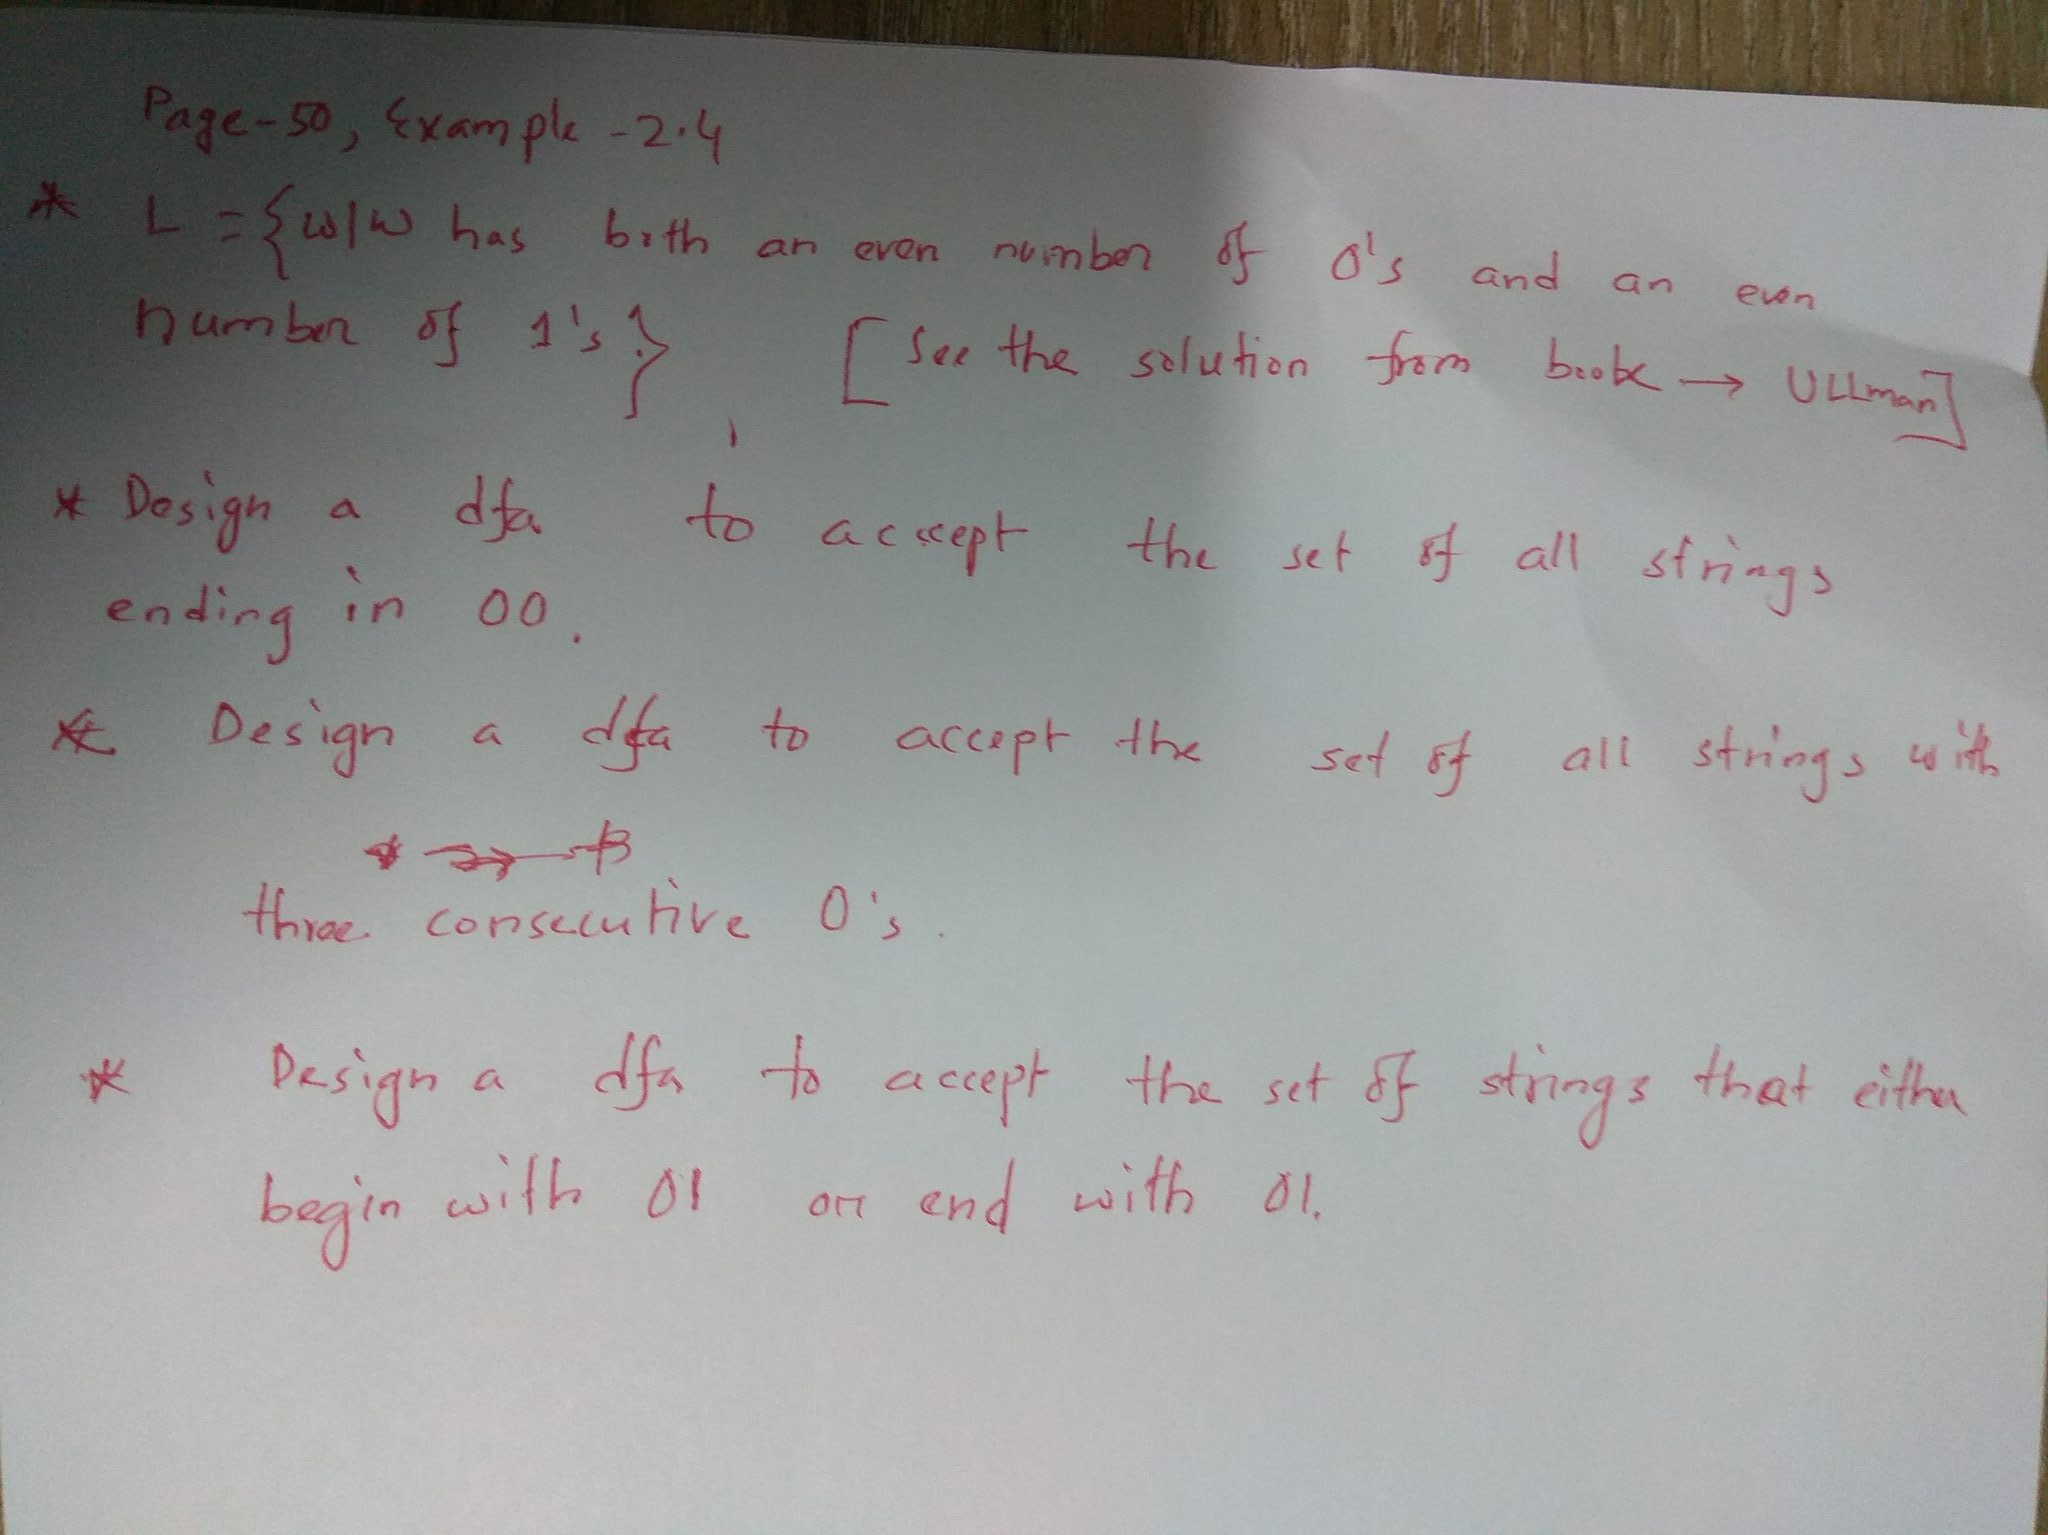 Page-50, Example -2.4
* L = {w/w has both an even number of 0's and an even
number of 1's} [See the solution from book → ULLman]
* Design a dfa to acccept the set of all strings
ending in 00.
* Design a dfa to accept the set of all strings with
three consecutive 0's.
* Design a dfa to accept the set of strings that either
begin with 01 or end with 01.